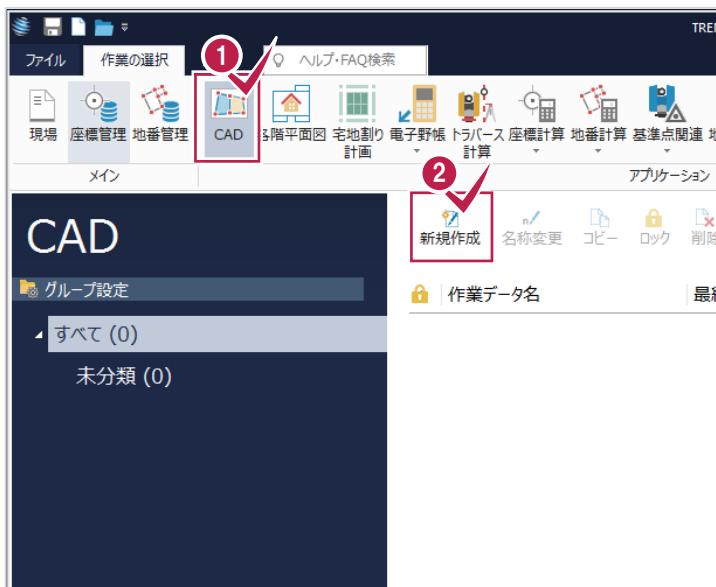 TRE
ファイル 作業の選択 1 ヘルプ・FAQ検索
現場 座標管理 地番管理 CAD 各階平面図 宅地割り 電子野帳 トラバース 座標計算 地番計算 基準点関連
計画 計算
メイン 2 アプリケーション
CAD
新規作成 名称変更 コピー ロック 削除
グループ設定
作業データ名
すべて (0)
未分類 (0)